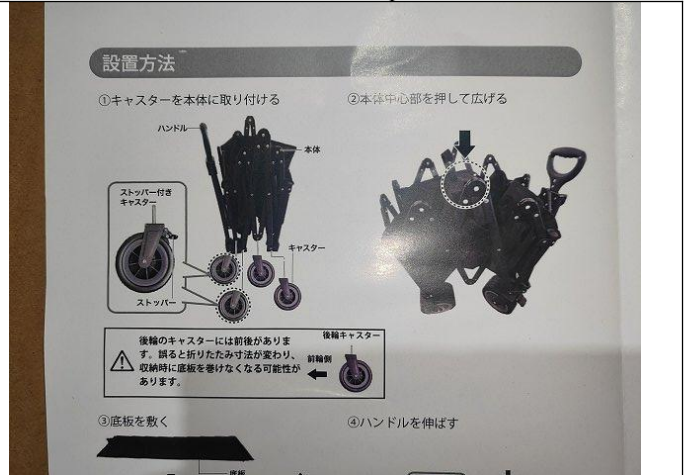 設置方法
①キャスターを本体に取り付ける
②本体中心部を押して広げる
ハンドル
本体
ストッパー付き
キャスター
キャスター
ストッパー
後輪のキャスターには前後がありま
す。誤ると折りたたみ寸法が変わり、
収納時に底板を巻けなくなる可能性が
あります。
後輪キャスター
前輪側
③底板を敷く
④ハンドルを伸ばす
底板